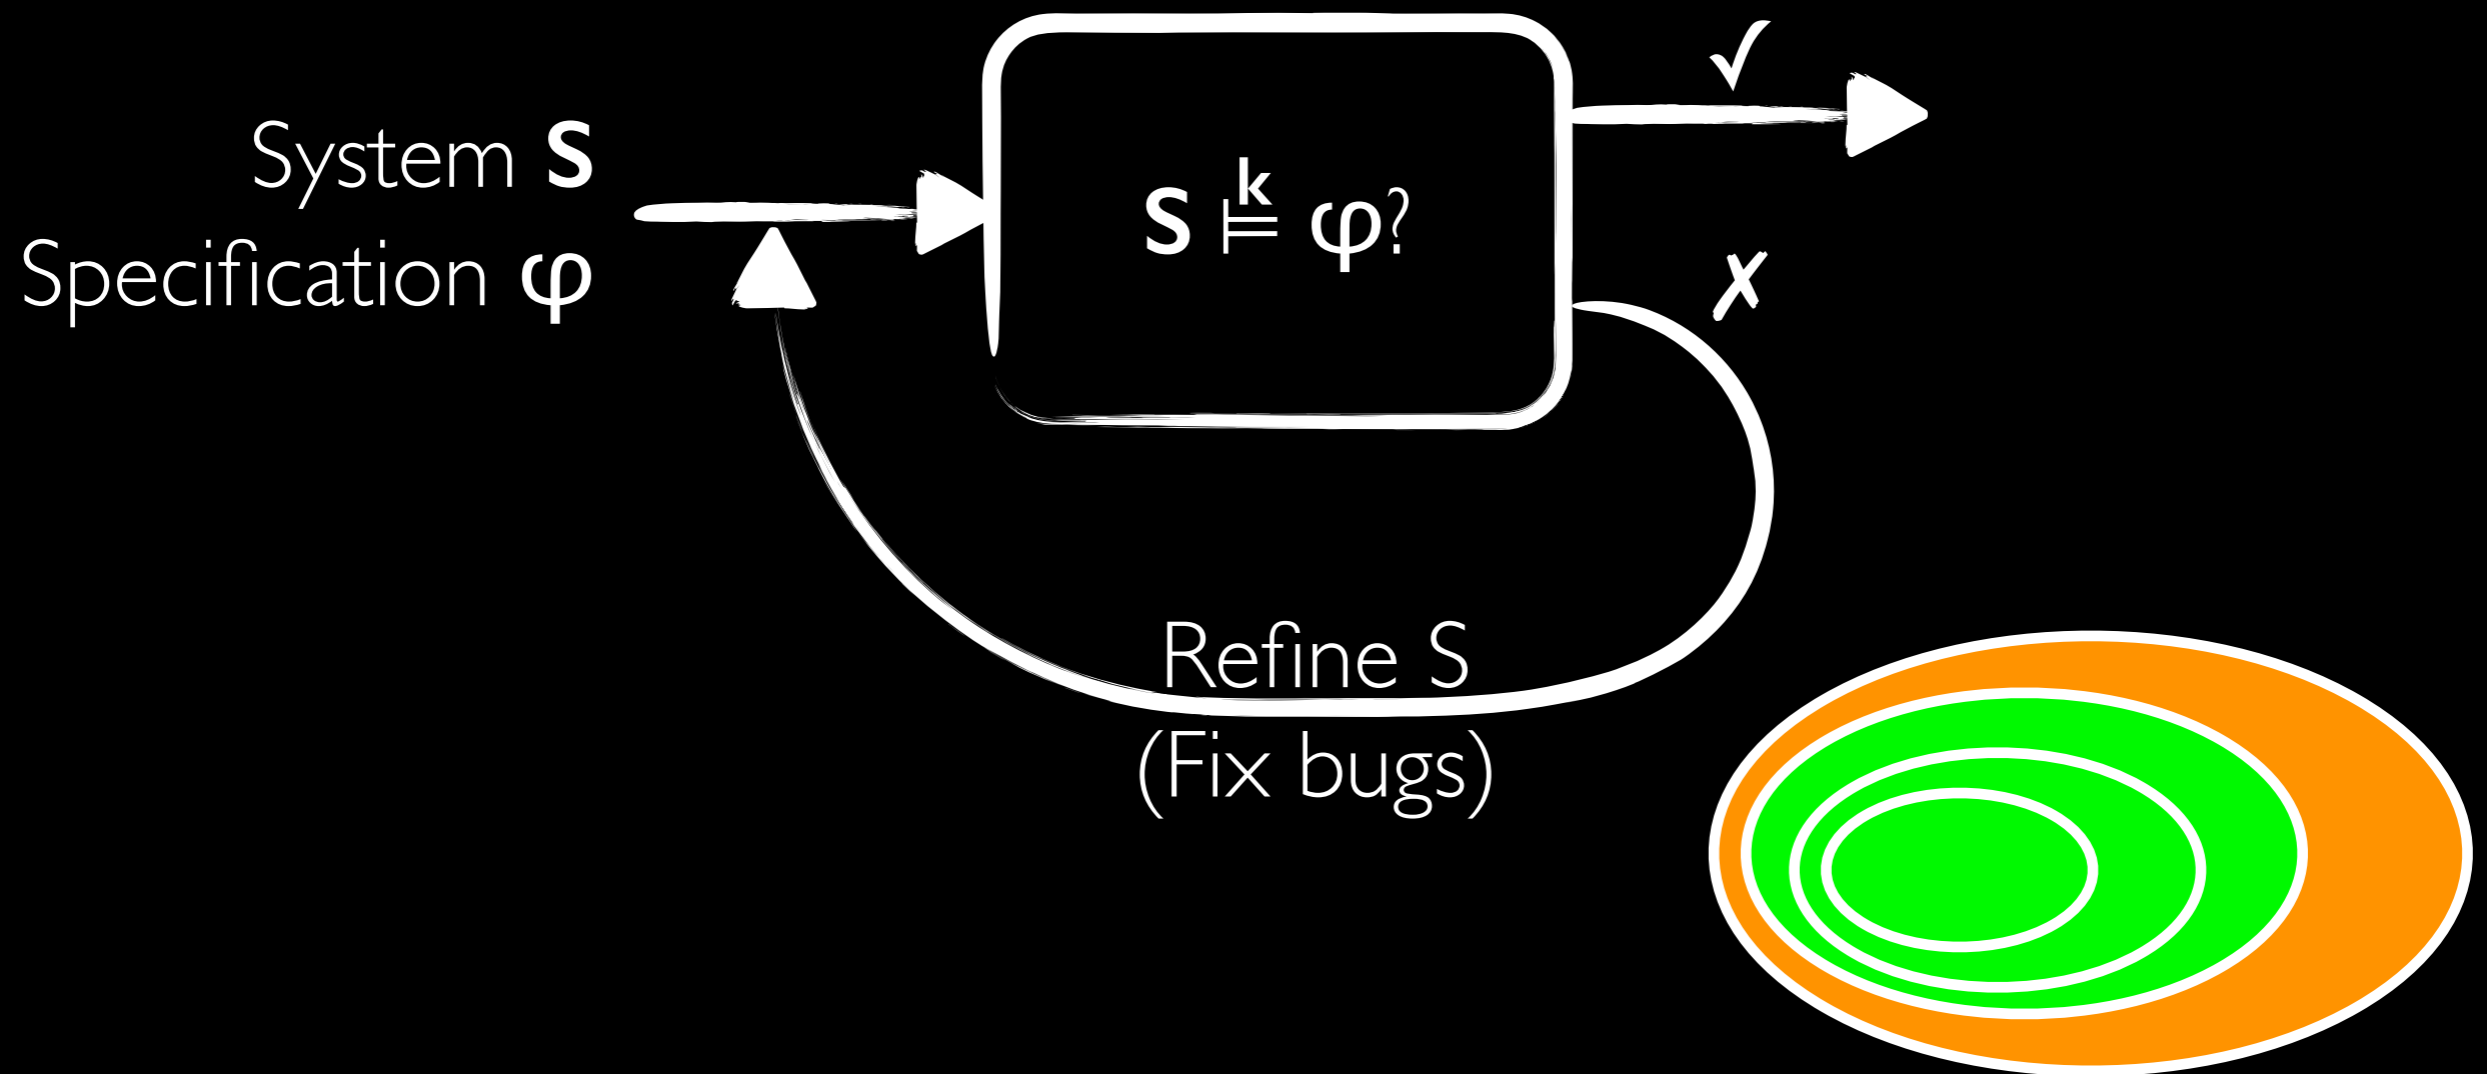 System S
Specification φ
S ⊨ᵏ φ?
✓
✗
Refine S
(Fix bugs)